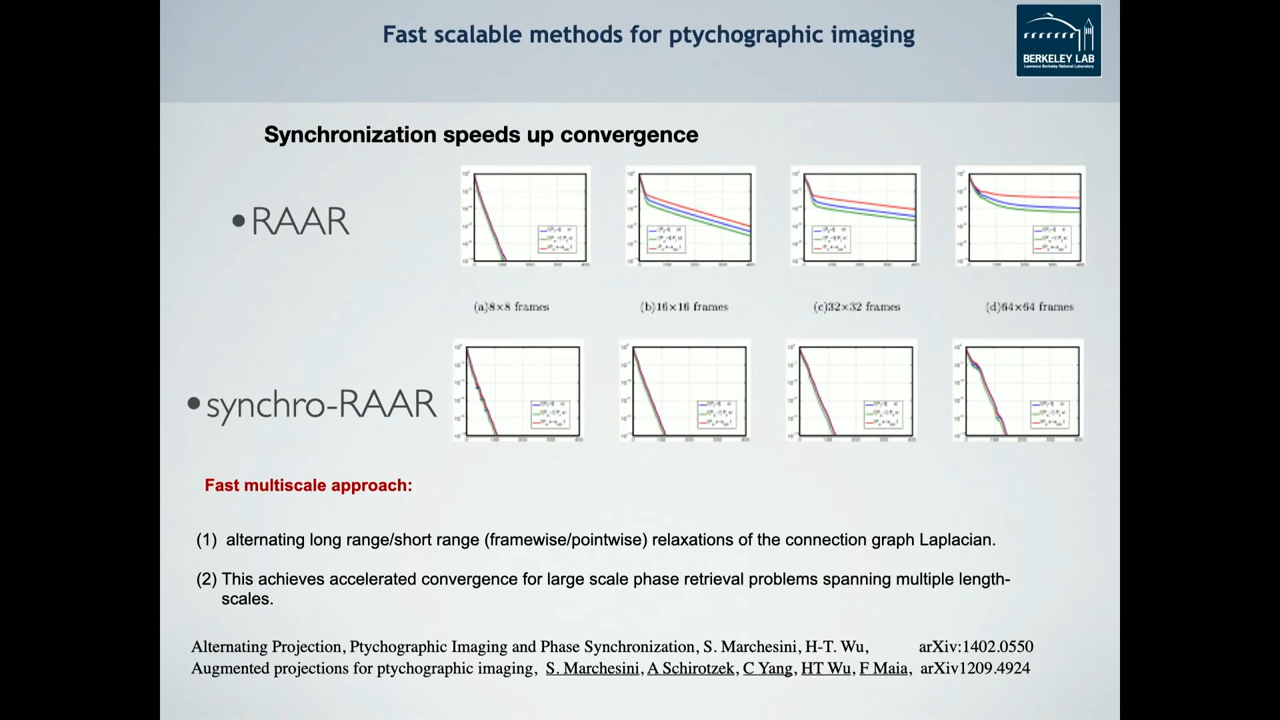 Fast scalable methods for ptychographic imaging
BERKELEY LAB
Lawrence Berkeley National Laboratory
Synchronization speeds up convergence
•RAAR
(a)8×8 frames
(b)16×16 frames
(c)32×32 frames
(d)64×64 frames
•synchro-RAAR
Fast multiscale approach:
(1) alternating long range/short range (framewise/pointwise) relaxations of the connection graph Laplacian.
(2) This achieves accelerated convergence for large scale phase retrieval problems spanning multiple length-
scales.
Alternating Projection, Ptychographic Imaging and Phase Synchronization, S. Marchesini, H-T. Wu, arXiv:1402.0550
Augmented projections for ptychographic imaging, S. Marchesini, A Schirotzek, C Yang, HT Wu, F Maia, arXiv1209.4924